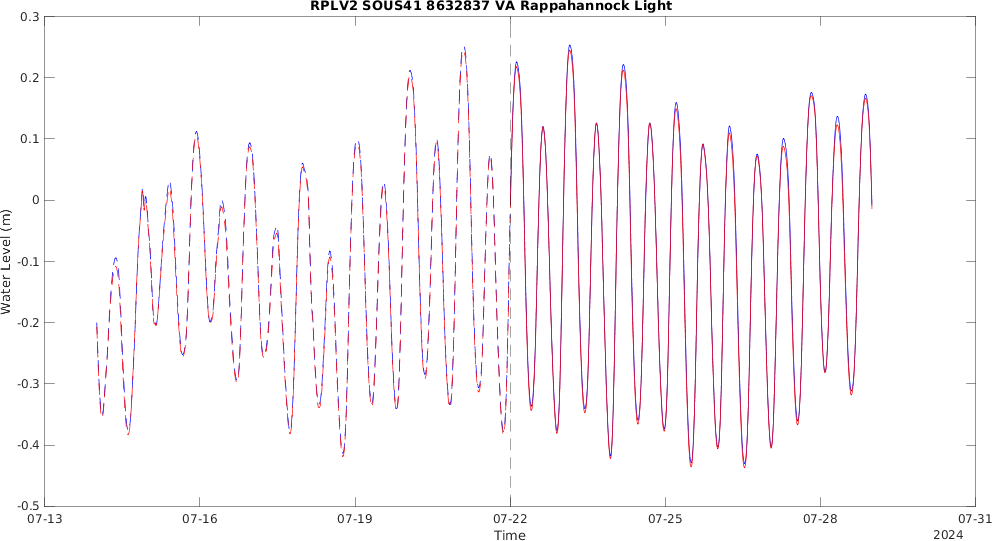 RPLV2 SOUS41 8632837 VA Rappahannock Light
0.3
0.2
0.1
0
-0.1
-0.2
-0.3
-0.4
-0.5
Water Level (m)
07-13 07-16 07-19 07-22 07-25 07-28 07-31
Time
2024